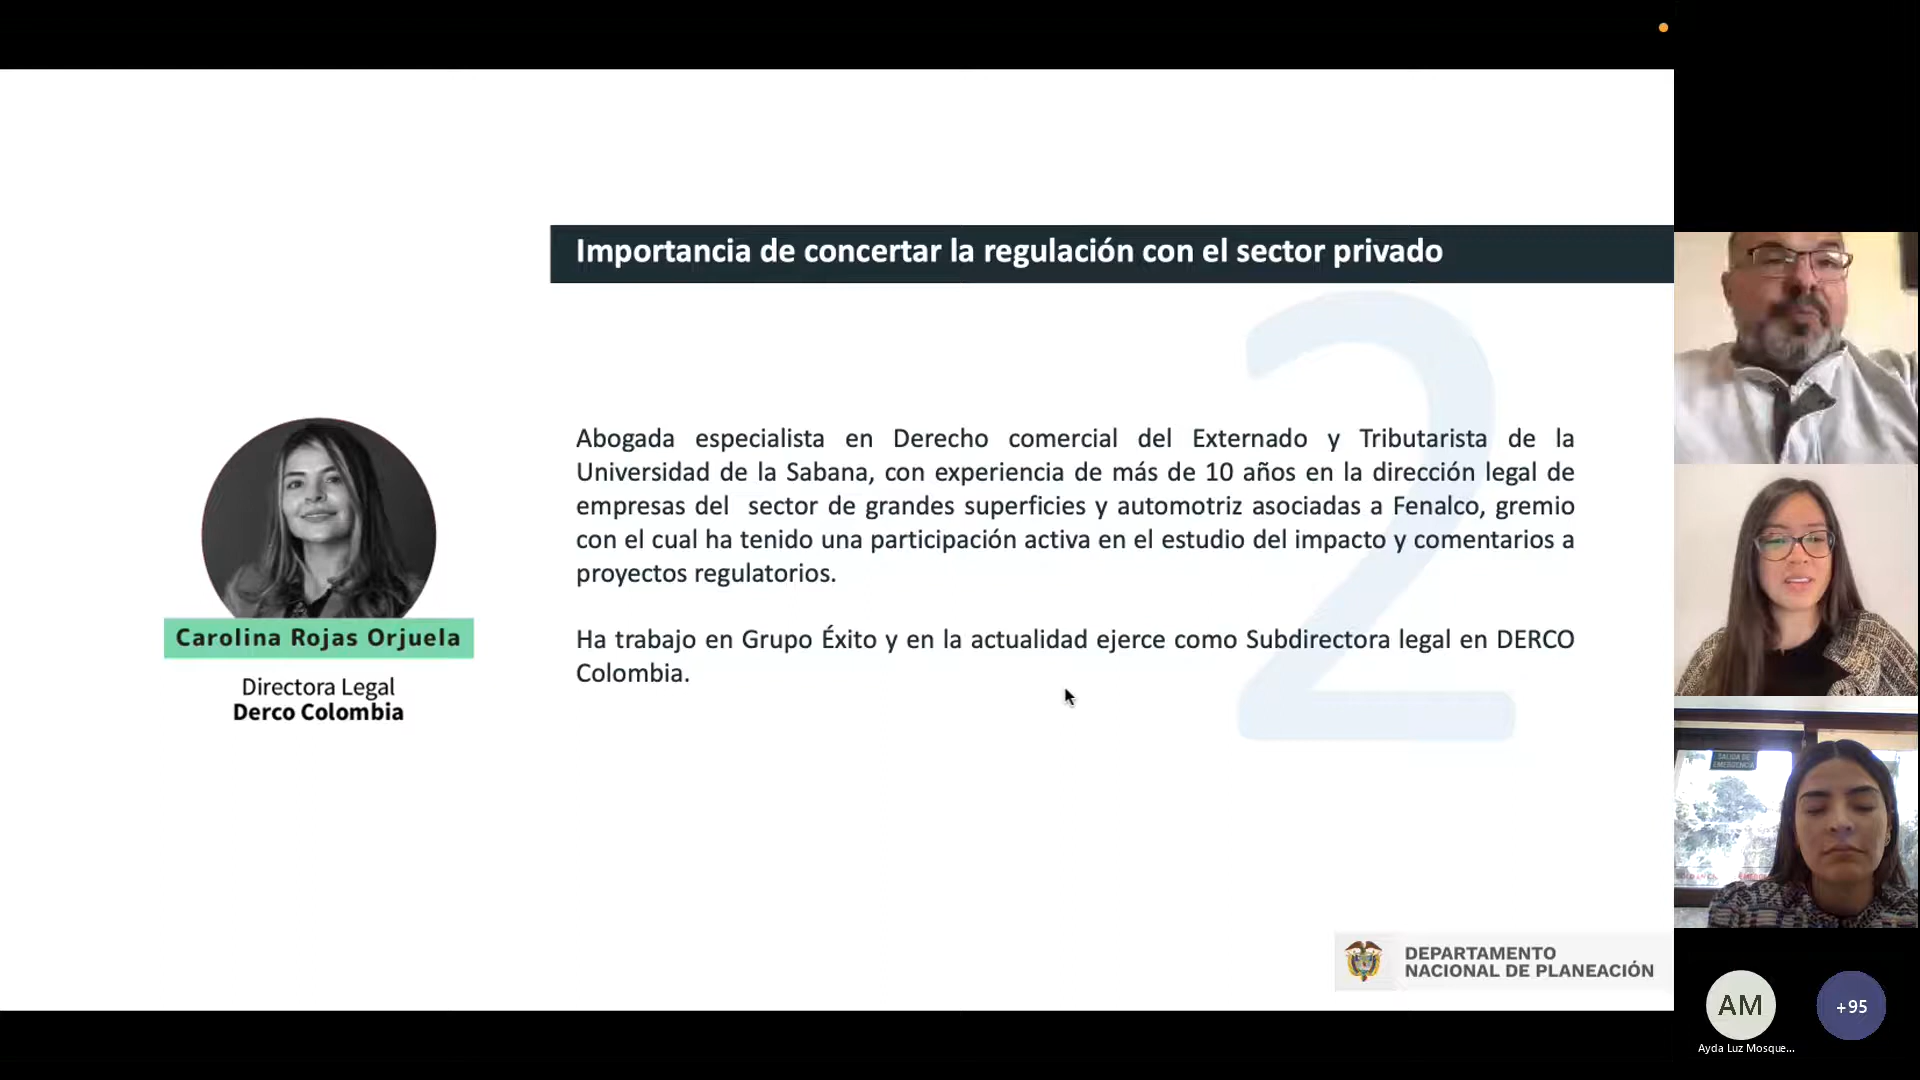 Importancia de concertar la regulación con el sector privado
Abogada especialista en Derecho comercial del Externado y Tributarista de la
Universidad de la Sabana, con experiencia de más de 10 años en la dirección legal de
empresas del sector de grandes superficies y automotriz asociadas a Fenalco, gremio
con el cual ha tenido una participación activa en el estudio del impacto y comentarios a
proyectos regulatorios.
Ha trabajo en Grupo Éxito y en la actualidad ejerce como Subdirectora legal en DERCO
Colombia.
2
Carolina Rojas Orjuela
Directora Legal
Derco Colombia
DEPARTAMENTO
NACIONAL DE PLANEACIÓN
SALIDA DE
EMERGENCIA
AM
+95
Ayda Luz Mosque...